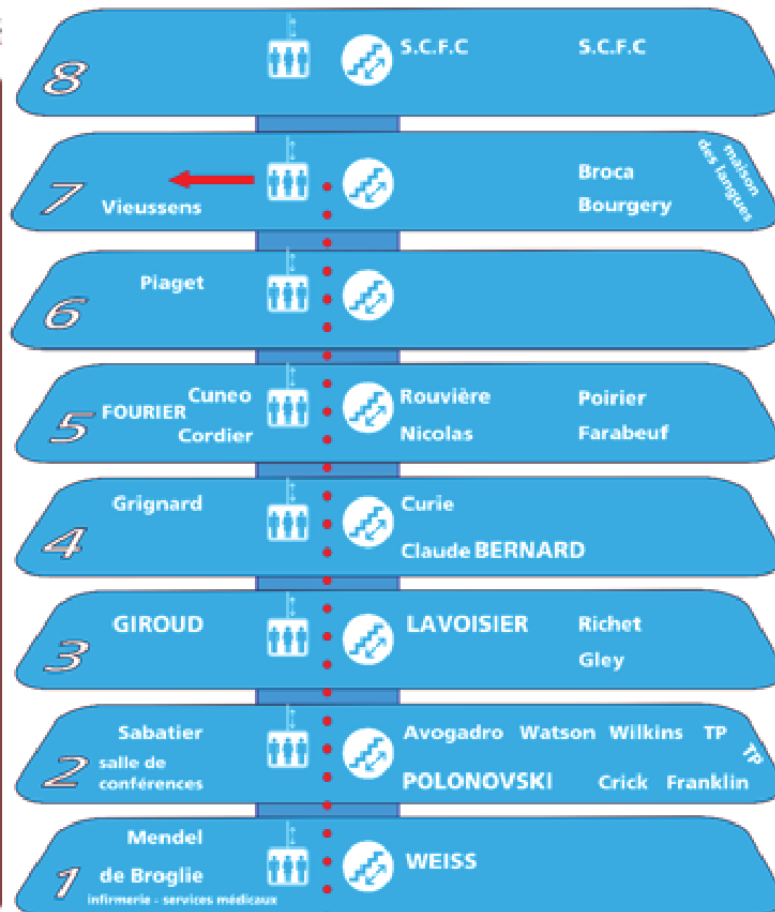 8
S.C.F.C S.C.F.C
7
Vieussens
Broca
Bourgery
maison
des langues
6
Piaget
5
FOURIER
Cuneo
Cordier
Rouvière
Nicolas
Poirier
Farabeuf
4
Grignard
Curie
Claude BERNARD
3
GIROUD
LAVOISIER
Richet
Gley
2
Sabatier
salle de
conférences
Avogadro Watson Wilkins TP
TP
POLONOVSKI Crick Franklin
1
Mendel
de Broglie
infirmerie - services médicaux
WEISS